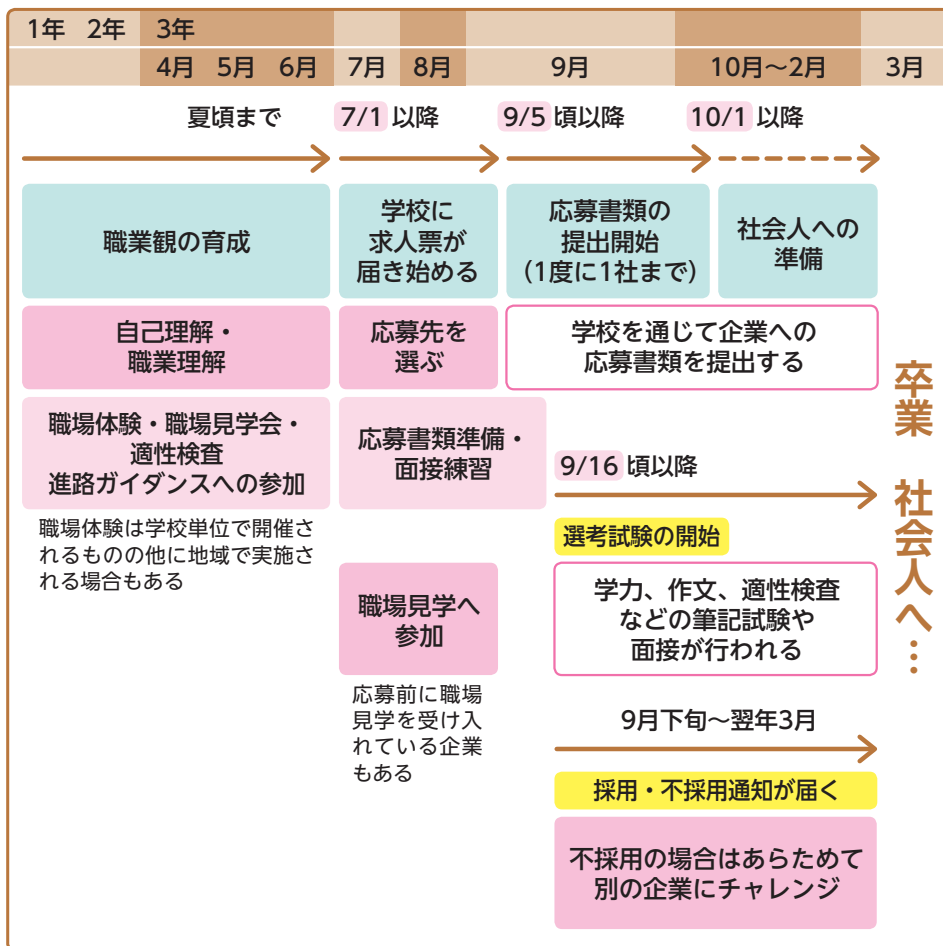 1年 2年 3年
4月 5月 6月 7月 8月 9月 10月～2月 3月
夏頃まで
7/1 以降
9/5 頃以降
10/1 以降
職業観の育成
学校に
求人票が
届き始める
応募書類の
提出開始
（1度に1社まで）
社会人への
準備
自己理解・
職業理解
応募先を
選ぶ
学校を通じて企業への
応募書類を提出する
職場体験・職場見学会・
適性検査
進路ガイダンスへの参加
職場体験は学校単位で開催さ
れるものの他に地域で実施さ
れる場合もある
応募書類準備・
面接練習
9/16 頃以降
選考試験の開始
学力、作文、適性検査
などの筆記試験や
面接が行われる
職場見学へ
参加
応募前に職場
見学を受け入
れている企業
もある
9月下旬～翌年3月
採用・不採用通知が届く
不採用の場合はあらためて
別の企業にチャレンジ
卒業 社会人へ…